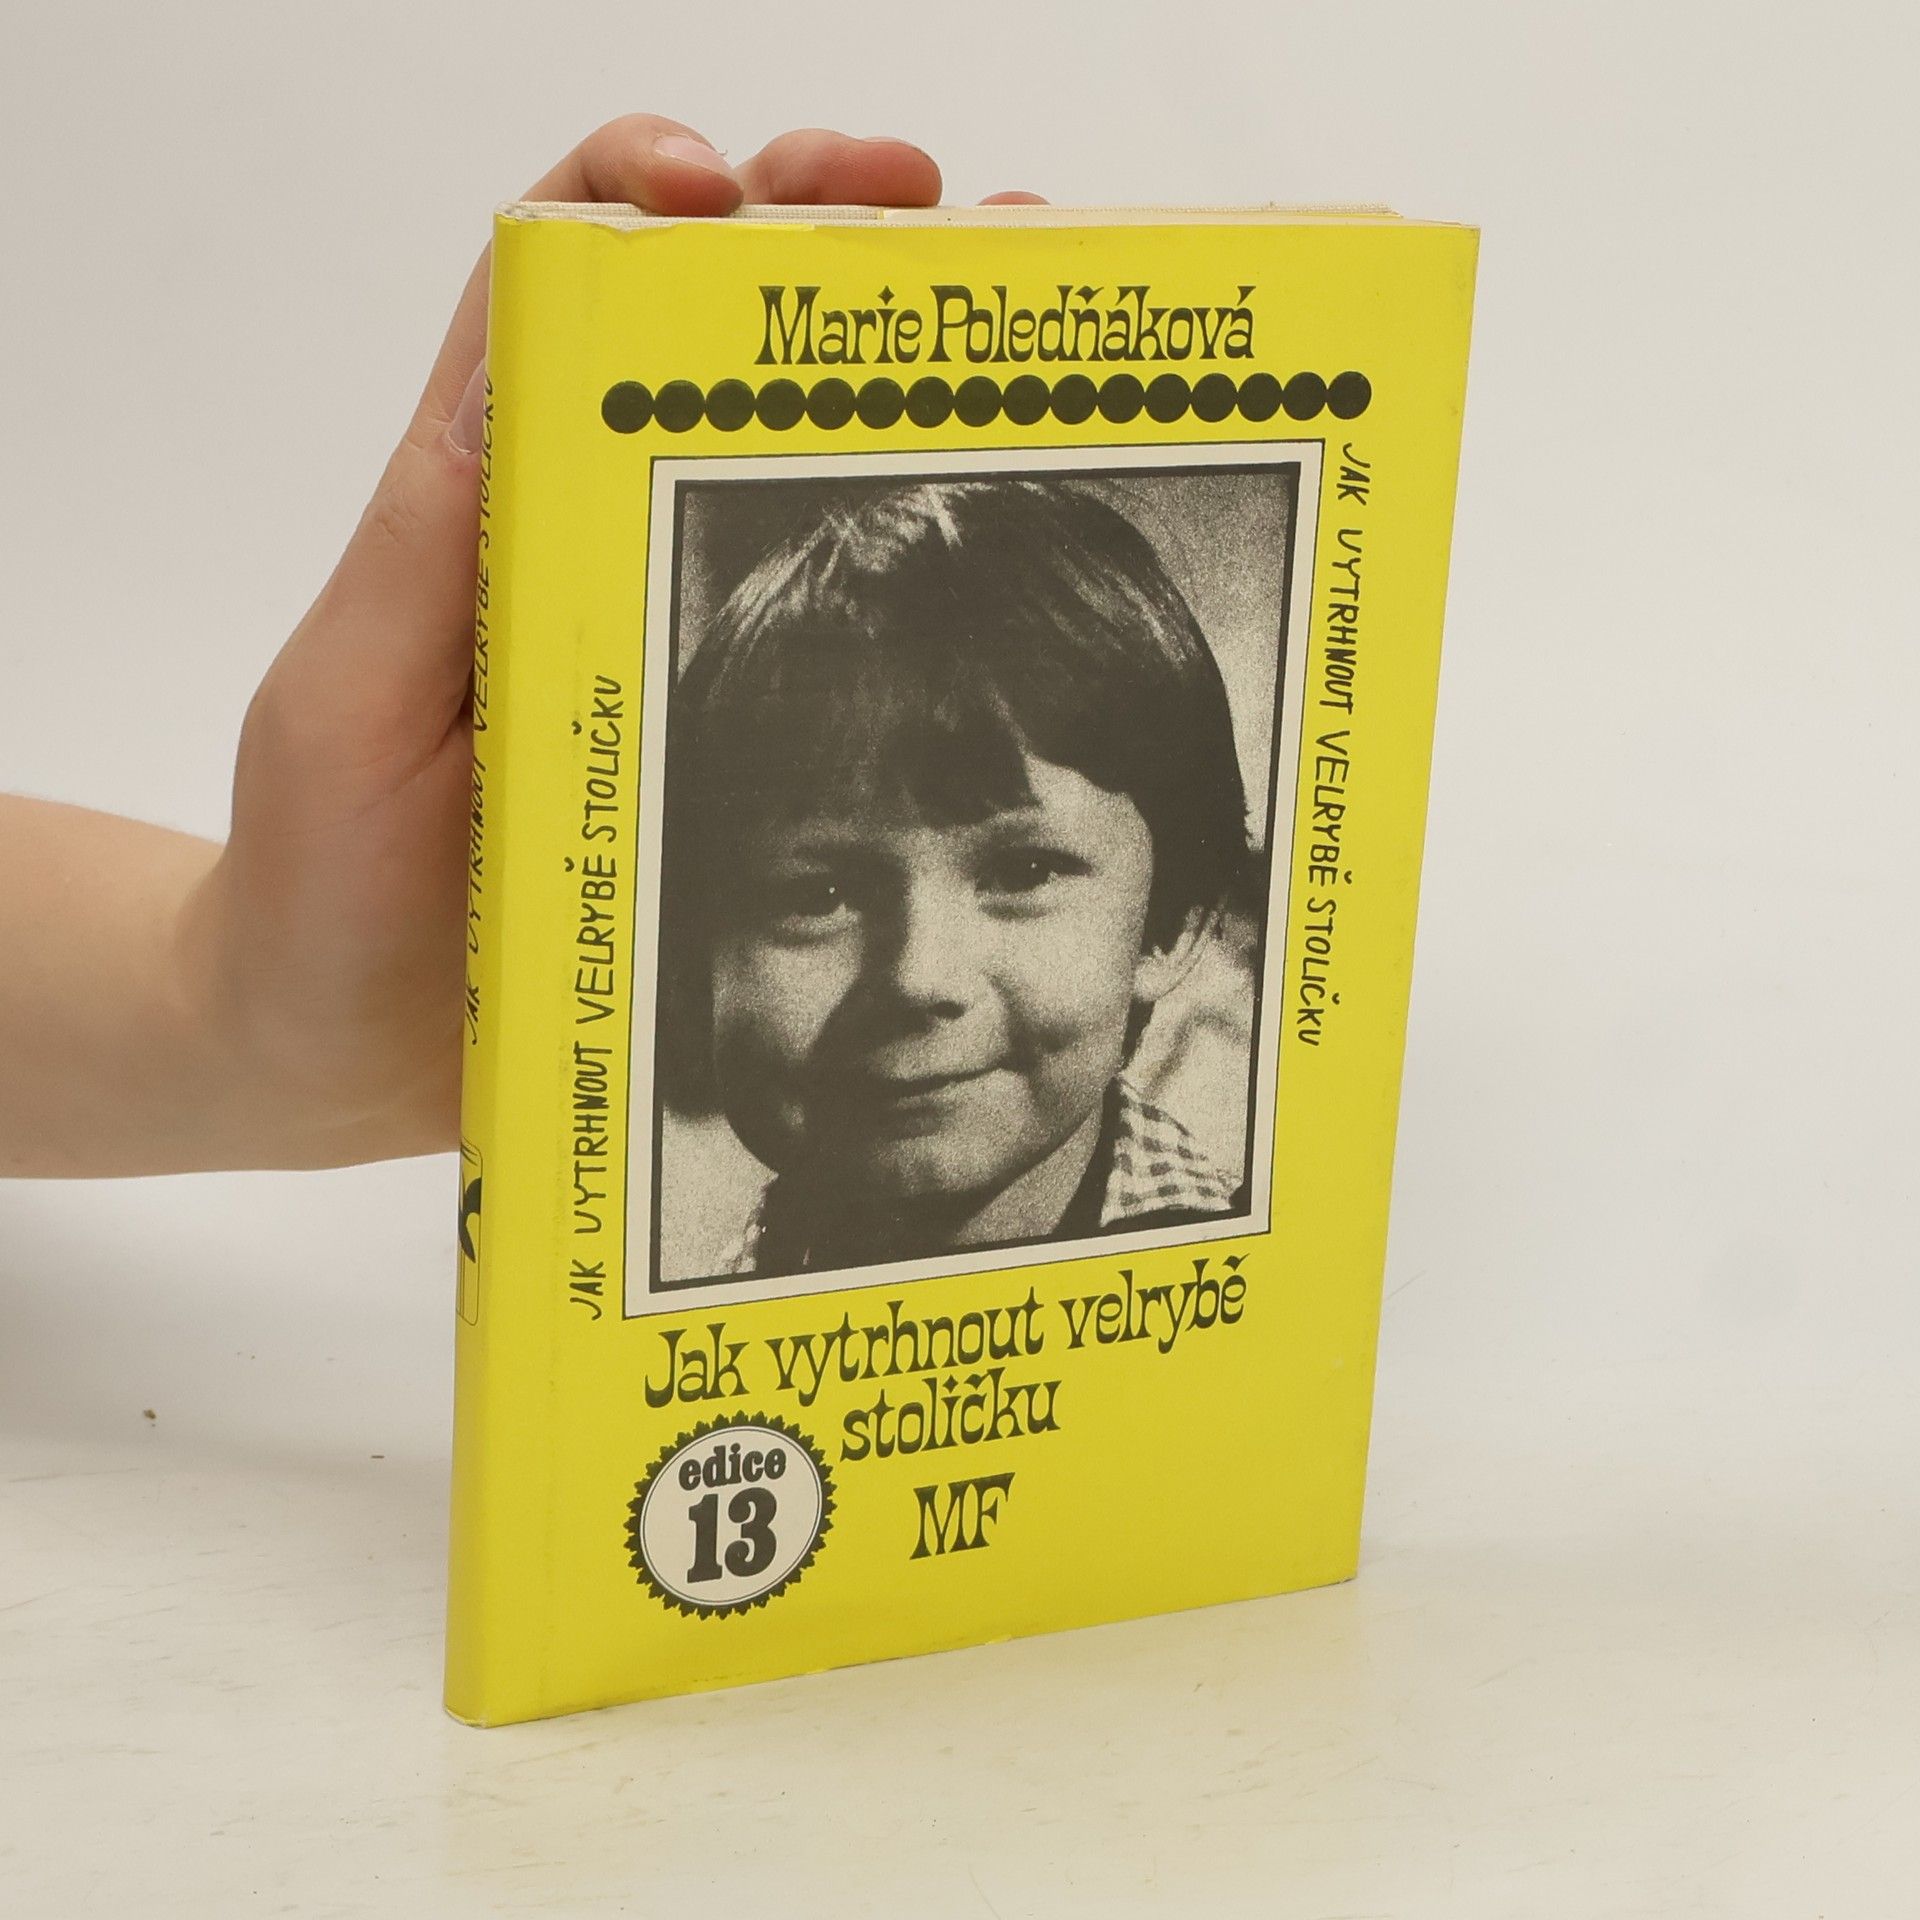 Marie Poledňáková
JAK VYTRHNOUT VELRYBĚ STOLIČKU
JAK VYTRHNOUT VELRYBĚ STOLIČKU
JAK VYTRHNOUT VELRYBĚ STOLIČKU
Jak vytrhnout velrybě
stoličku
edice
13
MF